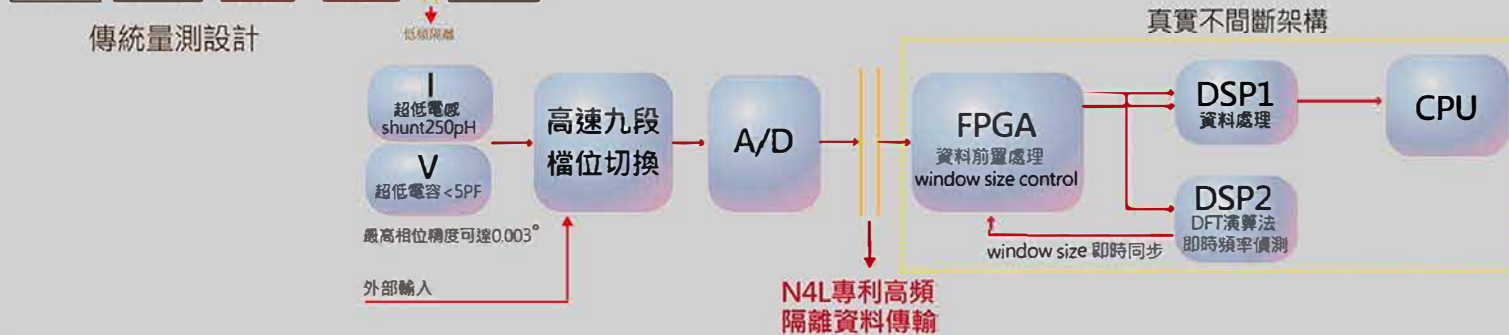 真實不間斷架構
傳統量測設計
低頻隔離
I
超低電感
shunt250pH
V
超低電容<5PF
高速九段
檔位切換
A/D
FPGA
資料前置處理
window size control
DSP1
資料處理
CPU
DSP2
DFT演算法
即時頻率偵測
window size 即時同步
最高相位精度可達0.003°
外部輸入
N4L專利高頻
隔離資料傳輸